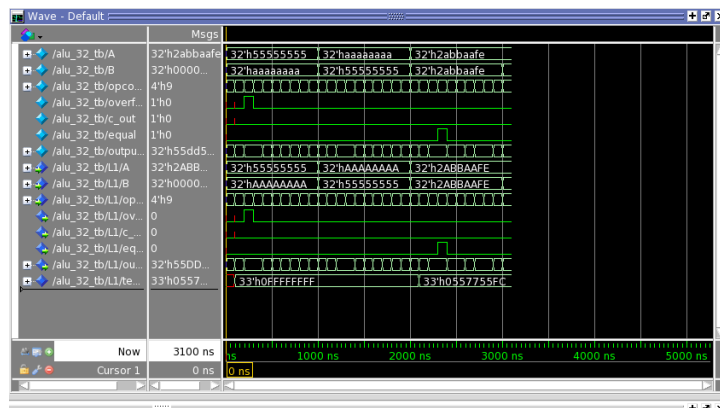 Wave - Default
Msgs
/alu_32_tb/A 32'h2abbaafe 32'h55555555 32'haaaaaaaa 32'h2abbaafe
/alu_32_tb/B 32'h0000... 32'haaaaaaaa 32'h55555555 32'h2abbaafe
/alu_32_tb/opco... 4'h9
/alu_32_tb/overf... 1'h0
/alu_32_tb/c_out 1'h0
/alu_32_tb/equal 1'h0
/alu_32_tb/outpu... 32'h55dd5...
/alu_32_tb/L1/A 32'h2ABB... 32'h55555555 32'hAAAAAAAA 32'h2ABBAAFE
/alu_32_tb/L1/B 32'h0000... 32'hAAAAAAAA 32'h55555555 32'h2ABBAAFE
/alu_32_tb/L1/op... 4'h9
/alu_32_tb/L1/ov... 0
/alu_32_tb/L1/c_... 0
/alu_32_tb/L1/eq... 0
/alu_32_tb/L1/ou... 32'h55DD...
/alu_32_tb/L1/te... 33'h0557... 33'h0FFFFFFFF 33'h0557755FC
Now 3100 ns ns 1000 ns 2000 ns 3000 ns 4000 ns 5000 ns
Cursor 1 0 ns 0 ns